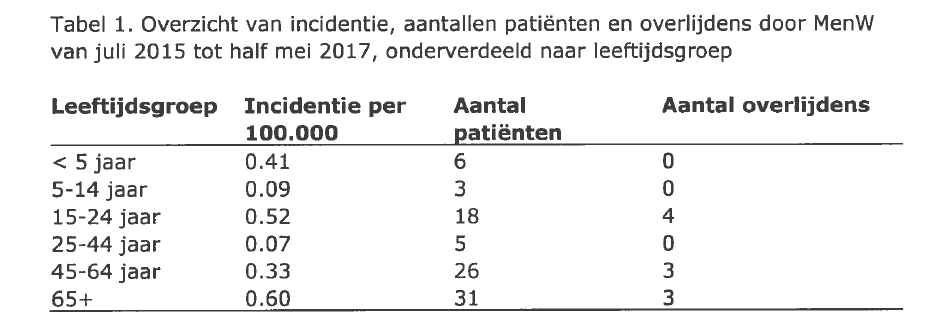 Tabel 1. Overzicht van incidentie, aantallen patiënten en overlijdens door MenW
van juli 2015 tot half mei 2017, onderverdeeld naar leeftijdsgroep
Leeftijdsgroep Incidentie per 100.000 Aantal patiënten Aantal overlijdens
< 5 jaar 0.41 6 0
5-14 jaar 0.09 3 0
15-24 jaar 0.52 18 4
25-44 jaar 0.07 5 0
45-64 jaar 0.33 26 3
65+ 0.60 31 3